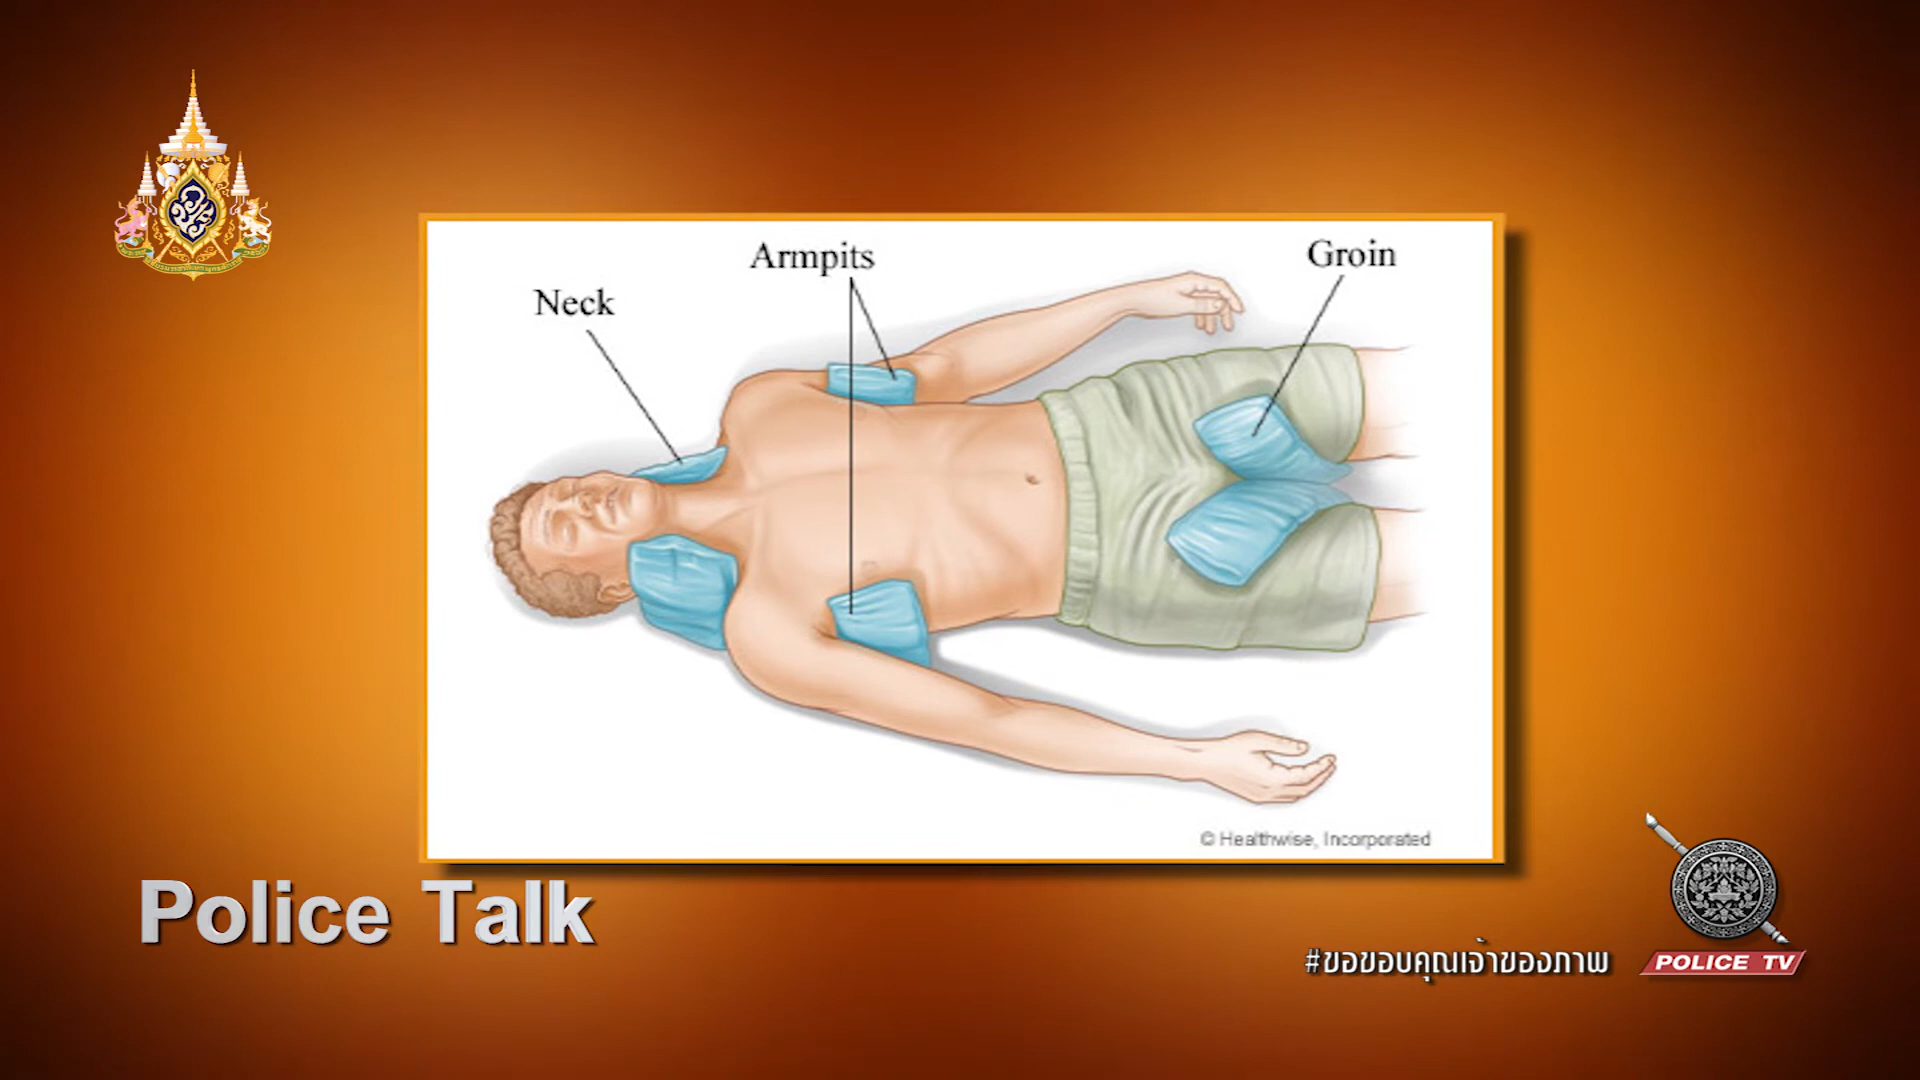 Armpits
Groin
Neck
© Healthwise, Incorporated
Police Talk
#ขอขอบคุณเจ้าของภาพ
POLICE TV